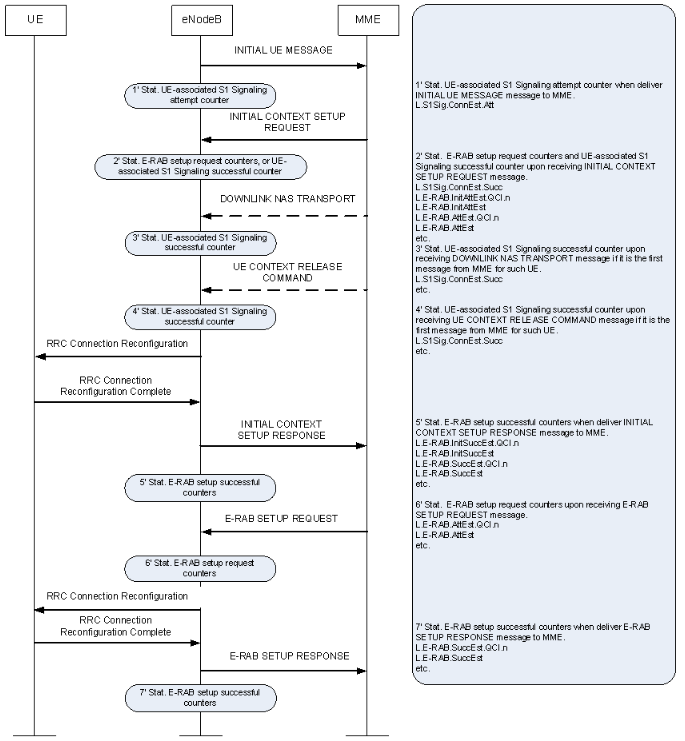 UE
eNodeB
MME
INITIAL UE MESSAGE
1' Stat. UE-associated S1 Signaling
attempt counter
INITIAL CONTEXT SETUP
REQUEST
2' Stat. E-RAB setup request counters, or UE-
associated S1 Signaling successful counter
DOWNLINK NAS TRANSPORT
3' Stat. UE-associated S1 Signaling
successful counter
UE CONTEXT RELEASE
COMMAND
4' Stat. UE-associated S1 Signaling
successful counter
RRC Connection Reconfiguration
RRC Connection
Reconfiguration Complete
INITIAL CONTEXT
SETUP RESPONSE
5' Stat. E-RAB setup successful
counters
E-RAB SETUP REQUEST
6' Stat. E-RAB setup request
counters
RRC Connection Reconfiguration
RRC Connection
Reconfiguration Complete
E-RAB SETUP RESPONSE
7' Stat. E-RAB setup successful
counters
1' Stat. UE-associated S1 Signaling attempt counter when deliver
INITIAL UE MESSAGE message to MME.
L.S1Sig.ConnEst.Att
2' Stat. E-RAB setup request counters and UE-associated S1
Signaling successful counter upon receiving INITIAL CONTEXT
SETUP REQUEST message.
L.S1Sig.ConnEst.Succ
L.E-RAB.InitAttEst.QCI.n
L.E-RAB.InitAttEst
L.E-RAB.AttEst.QCI.n
L.E-RAB.AttEst
etc.
3' Stat. UE-associated S1 Signaling successful counter upon
receiving DOWNLINK NAS TRANSPORT message if it is the first
message from MME for such UE.
L.S1Sig.ConnEst.Succ
etc.
4' Stat. UE-associated S1 Signaling successful counter upon
receiving UE CONTEXT RELEASE COMMAND message if it is the
first message from MME for such UE.
L.S1Sig.ConnEst.Succ
etc.
5' Stat. E-RAB setup successful counters when deliver INITIAL
CONTEXT SETUP RESPONSE message to MME.
L.E-RAB.InitSuccEst.QCI.n
L.E-RAB.InitSuccEst
L.E-RAB.SuccEst.QCI.n
L.E-RAB.SuccEst
etc.
6' Stat. E-RAB setup request counters upon receiving E-RAB
SETUP REQUEST message.
L.E-RAB.AttEst.QCI.n
L.E-RAB.AttEst
etc.
7' Stat. E-RAB setup successful counters when deliver E-RAB
SETUP RESPONSE message to MME.
L.E-RAB.SuccEst.QCI.n
L.E-RAB.SuccEst
etc.